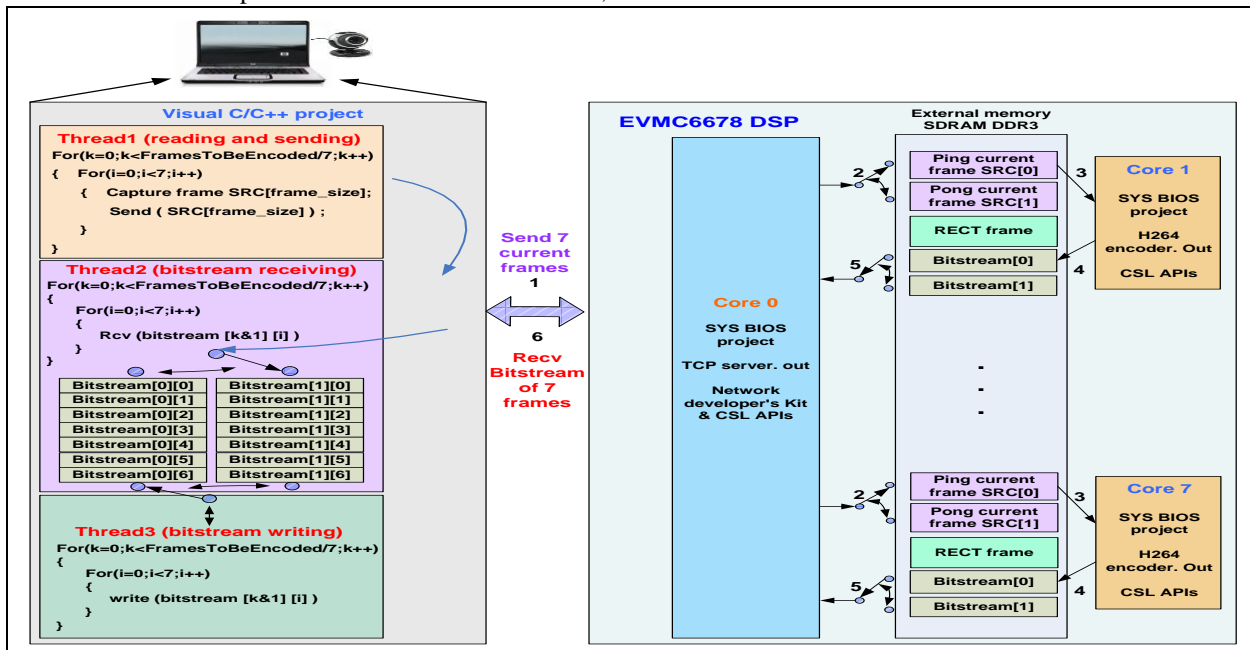 Visual C/C++ project
Thread1 (reading and sending)
For(k=0;k<FramesToBeEncoded/7;k++)
{ For(i=0;i<7;i++)
{ Capture frame SRC[frame_size];
Send ( SRC[frame_size] ) ;
}
}
Thread2 (bitstream receiving)
For(k=0;k<FramesToBeEncoded/7;k++)
{
For(i=0;i<7;i++)
{
Rcv (bitstream [k&1] [i] )
}
}
Bitstream[0][0]
Bitstream[0][1]
Bitstream[0][2]
Bitstream[0][3]
Bitstream[0][4]
Bitstream[0][5]
Bitstream[0][6]
Bitstream[1][0]
Bitstream[1][1]
Bitstream[1][2]
Bitstream[1][3]
Bitstream[1][4]
Bitstream[1][5]
Bitstream[1][6]
Thread3 (bitstream writing)
For(k=0;k<FramesToBeEncoded/7;k++)
{
For(i=0;i<7;i++)
{
write (bitstream [k&1] [i] )
}
}
Send 7
current
frames
1
6
Recv
Bitstream
of 7
frames
EVMC6678 DSP
Core 0
SYS BIOS
project
TCP server. out
Network
developer's Kit
& CSL APIs
External memory
SDRAM DDR3
2
Ping current
frame SRC[0]
Pong current
frame SRC[1]
RECT frame
5
Bitstream[0]
Bitstream[1]
3
4
Core 1
SYS BIOS
project
H264
encoder. Out
CSL APIs
-
-
-
2
Ping current
frame SRC[0]
Pong current
frame SRC[1]
RECT frame
5
Bitstream[0]
Bitstream[1]
3
4
Core 7
SYS BIOS
project
H264
encoder. Out
CSL APIs